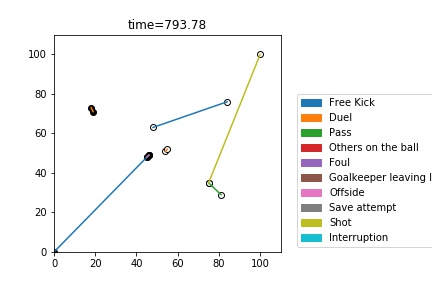 time=793.78
100
80
60
40
20
0
0 20 40 60 80 100
Free Kick
Duel
Pass
Others on the ball
Foul
Goalkeeper leaving l
Offside
Save attempt
Shot
Interruption